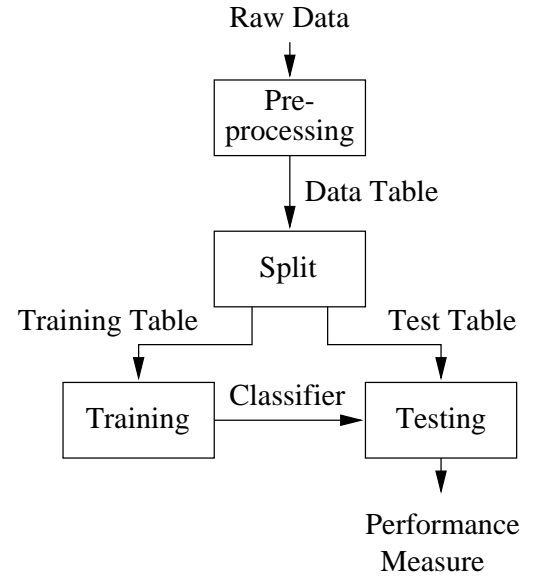 Raw Data
Pre-
processing
Data Table
Split
Training Table
Test Table
Training
Classifier
Testing
Performance
Measure